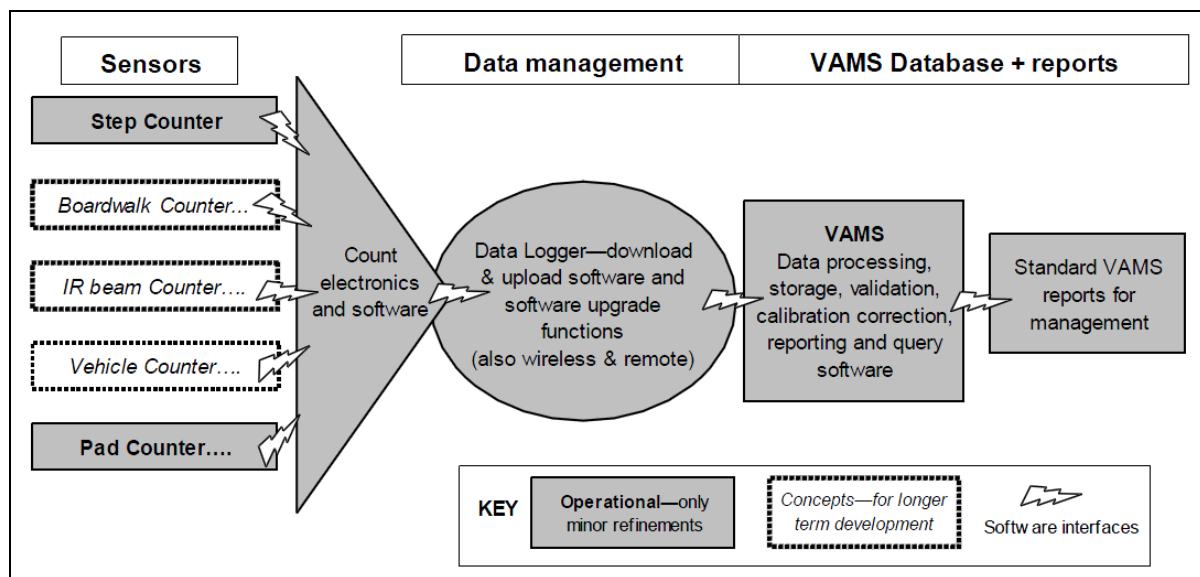 Sensors
Data management
VAMS Database + reports
Step Counter
Boardwalk Counter…
IR beam Counter….
Vehicle Counter….
Pad Counter….
Count
electronics
and software
Data Logger—download
& upload software and
software upgrade
functions
(also wireless & remote)
VAMS
Data processing,
storage, validation,
calibration correction,
reporting and query
software
Standard VAMS
reports for
management
KEY
Operational—only
minor refinements
Concepts—for longer
term development
Software interfaces